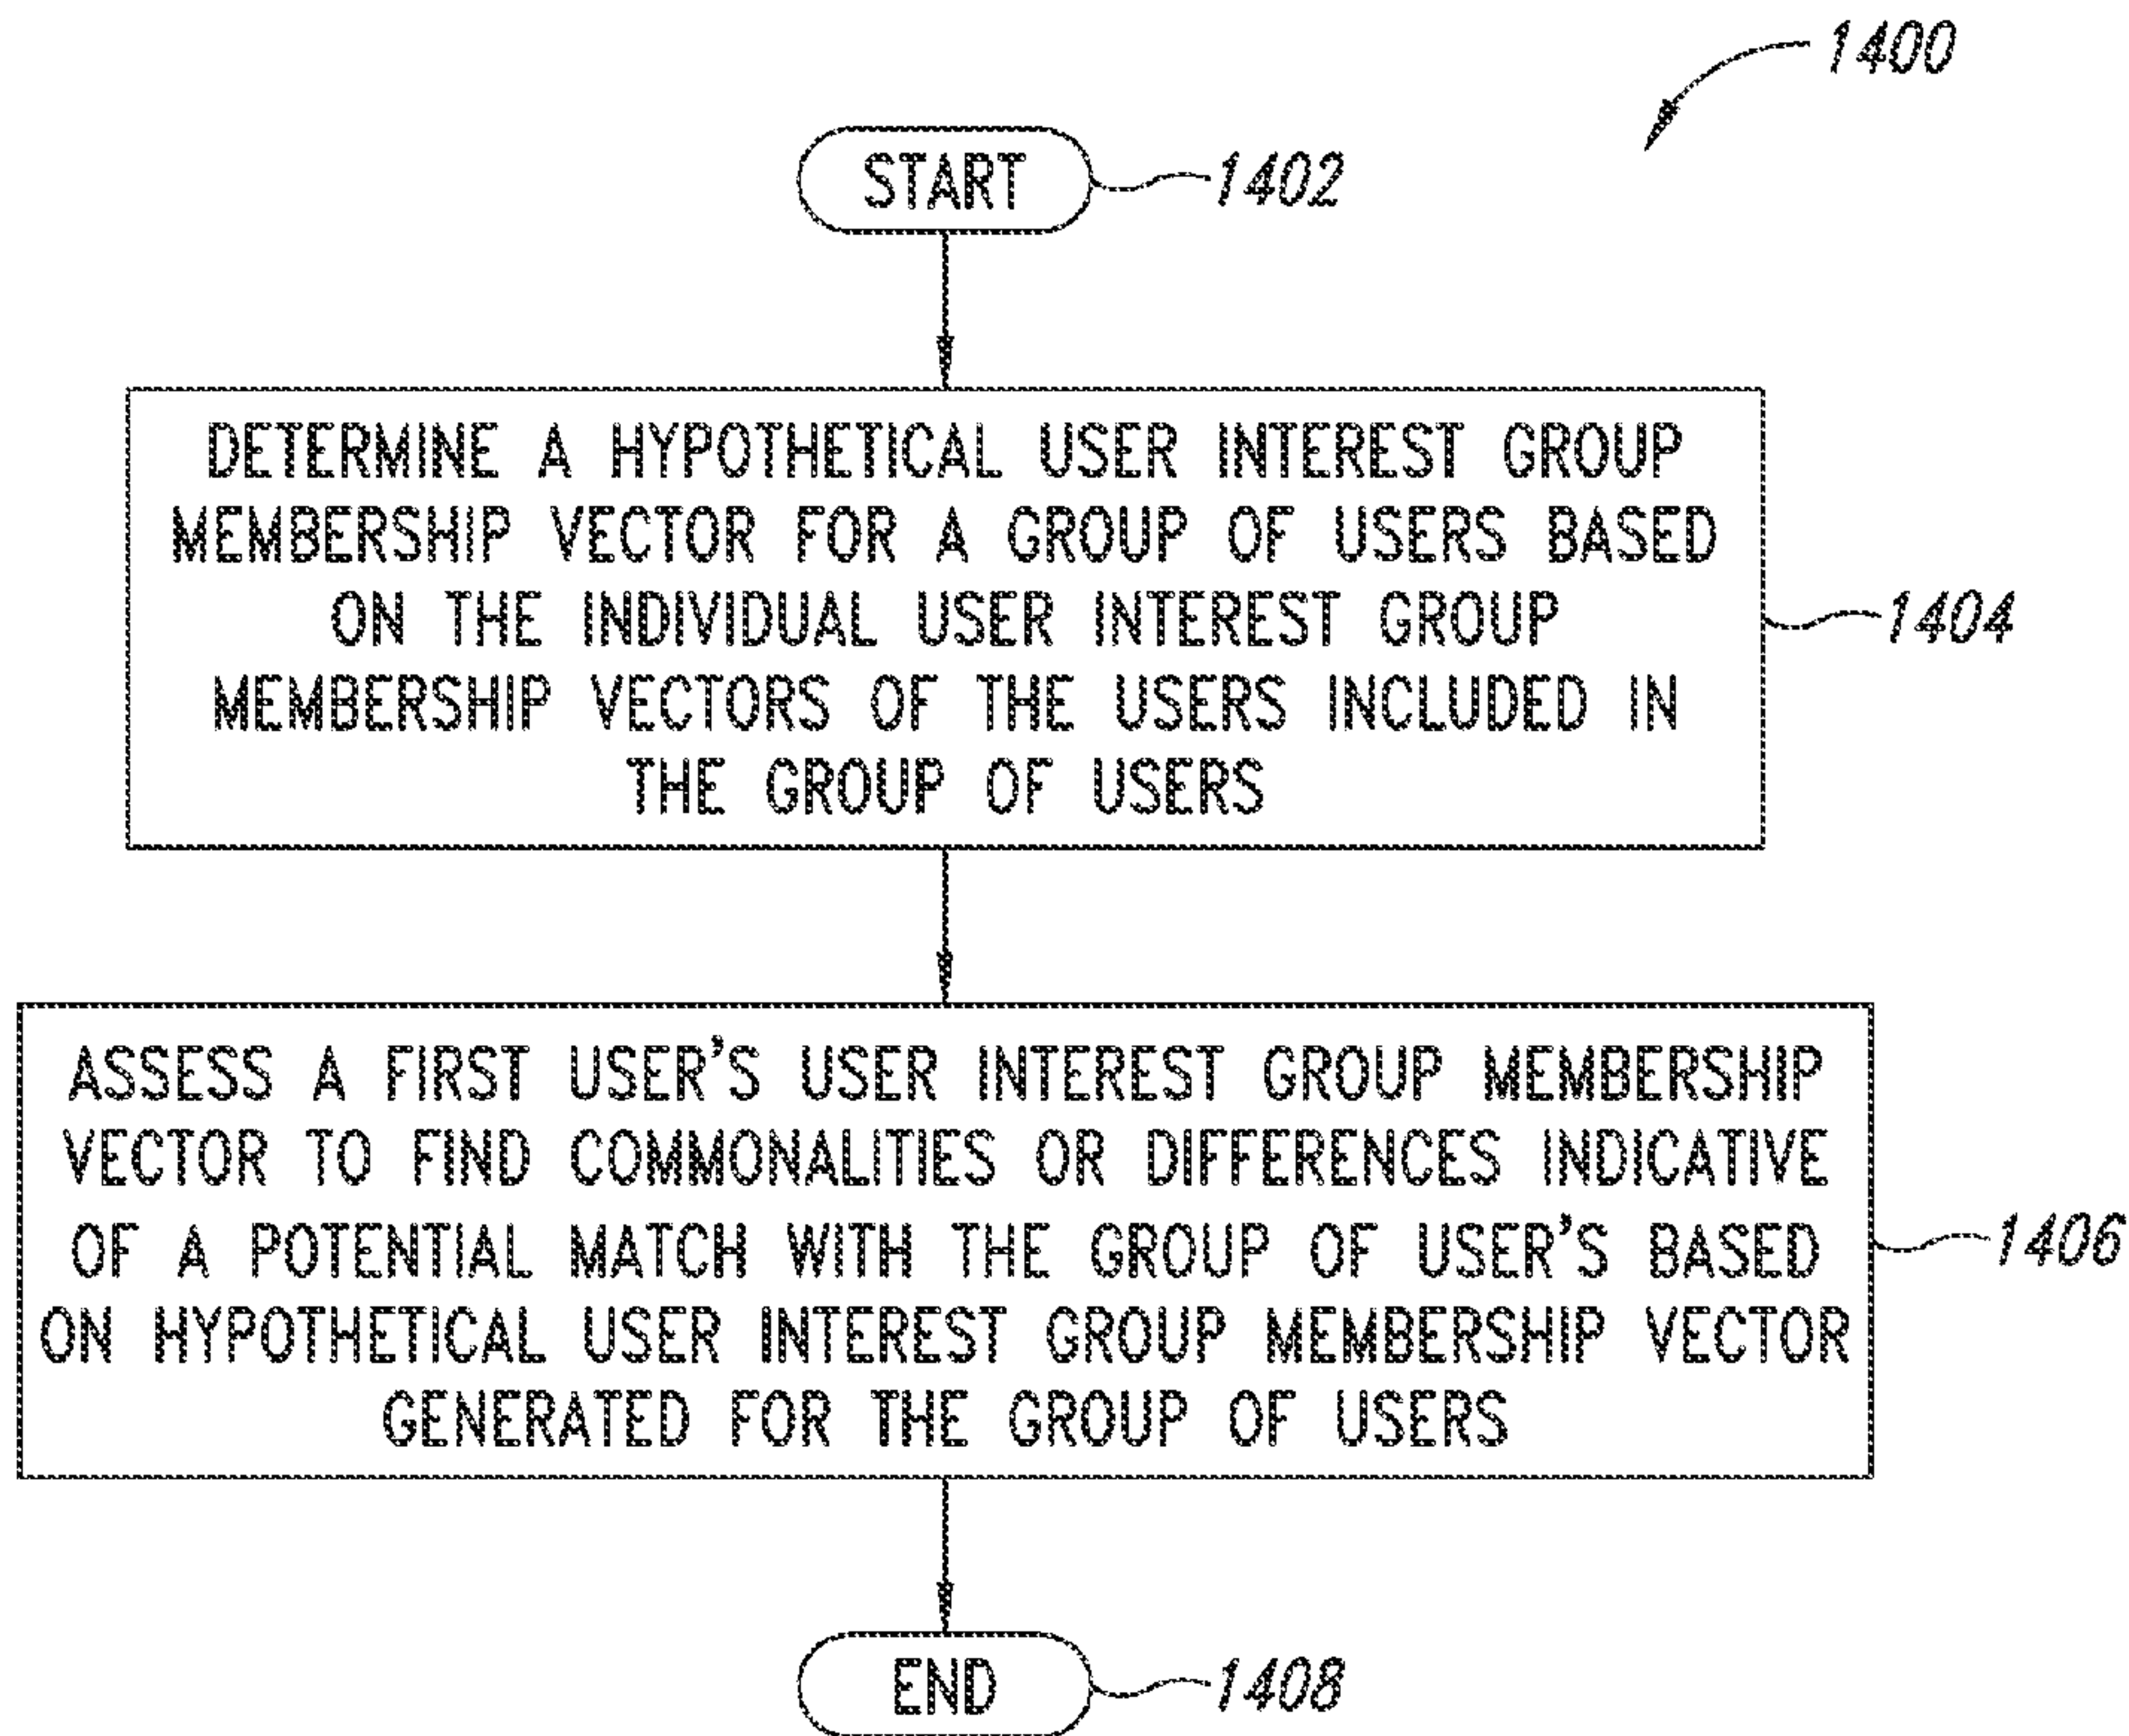 1400
START
1402
DETERMINE A HYPOTHETICAL USER INTEREST GROUP
MEMBERSHIP VECTOR FOR A GROUP OF USERS BASED
ON THE INDIVIDUAL USER INTEREST GROUP
MEMBERSHIP VECTORS OF THE USERS INCLUDED IN
THE GROUP OF USERS
1404
ASSESS A FIRST USER'S USER INTEREST GROUP MEMBERSHIP
VECTOR TO FIND COMMONALITIES OR DIFFERENCES INDICATIVE
OF A POTENTIAL MATCH WITH THE GROUP OF USER'S BASED
ON HYPOTHETICAL USER INTEREST GROUP MEMBERSHIP VECTOR
GENERATED FOR THE GROUP OF USERS
1406
END
1408